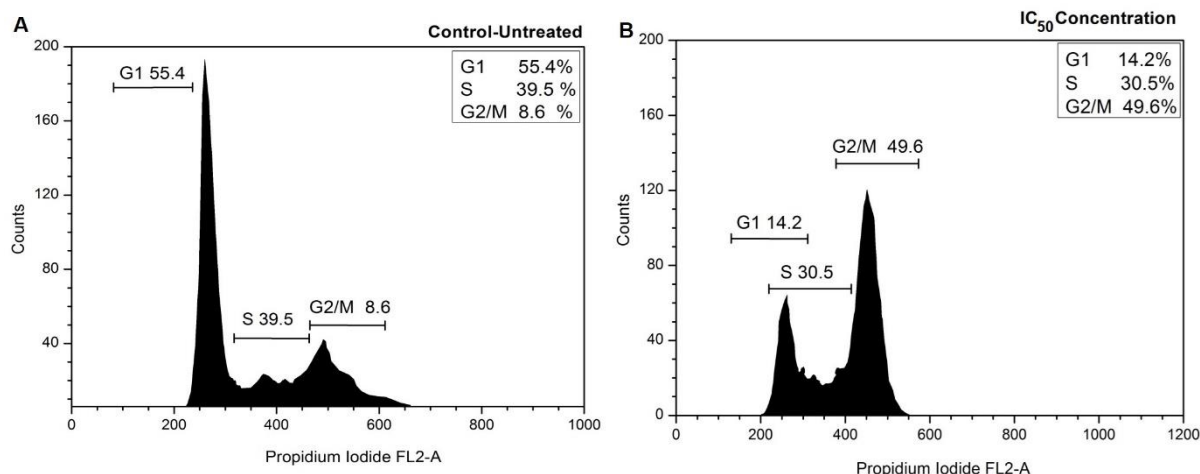 A
Control-Untreated
G1 55.4%
S 39.5 %
G2/M 8.6 %
G1 55.4
S 39.5
G2/M 8.6
Counts
200
160
120
80
40
0
200
400
600
800
1000
Propidium Iodide FL2-A
B
IC50 Concentration
G1 14.2%
S 30.5%
G2/M 49.6%
G2/M 49.6
G1 14.2
S 30.5
Counts
200
160
120
80
40
0
0
200
400
600
800
1000
1200
Propidium Iodide FL2-A